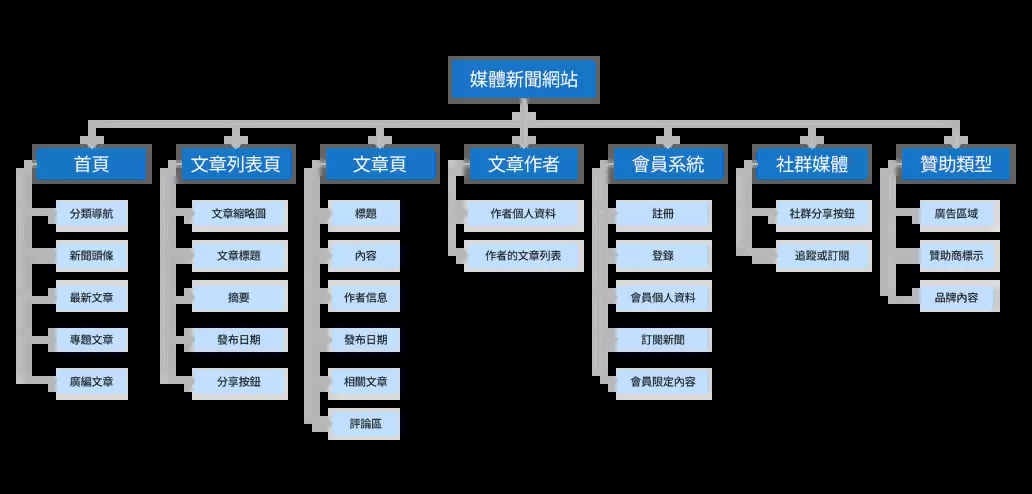 媒體新聞網站
首頁
分類導航
新聞頭條
最新文章
專題文章
廣編文章
文章列表頁
文章縮略圖
文章標題
摘要
發布日期
分享按鈕
文章頁
標題
內容
作者信息
發布日期
相關文章
評論區
文章作者
作者個人資料
作者的文章列表
會員系統
註冊
登錄
會員個人資料
訂閱新聞
會員限定內容
社群媒體
社群分享按鈕
追蹤或訂閱
贊助類型
廣告區域
贊助商標示
品牌內容